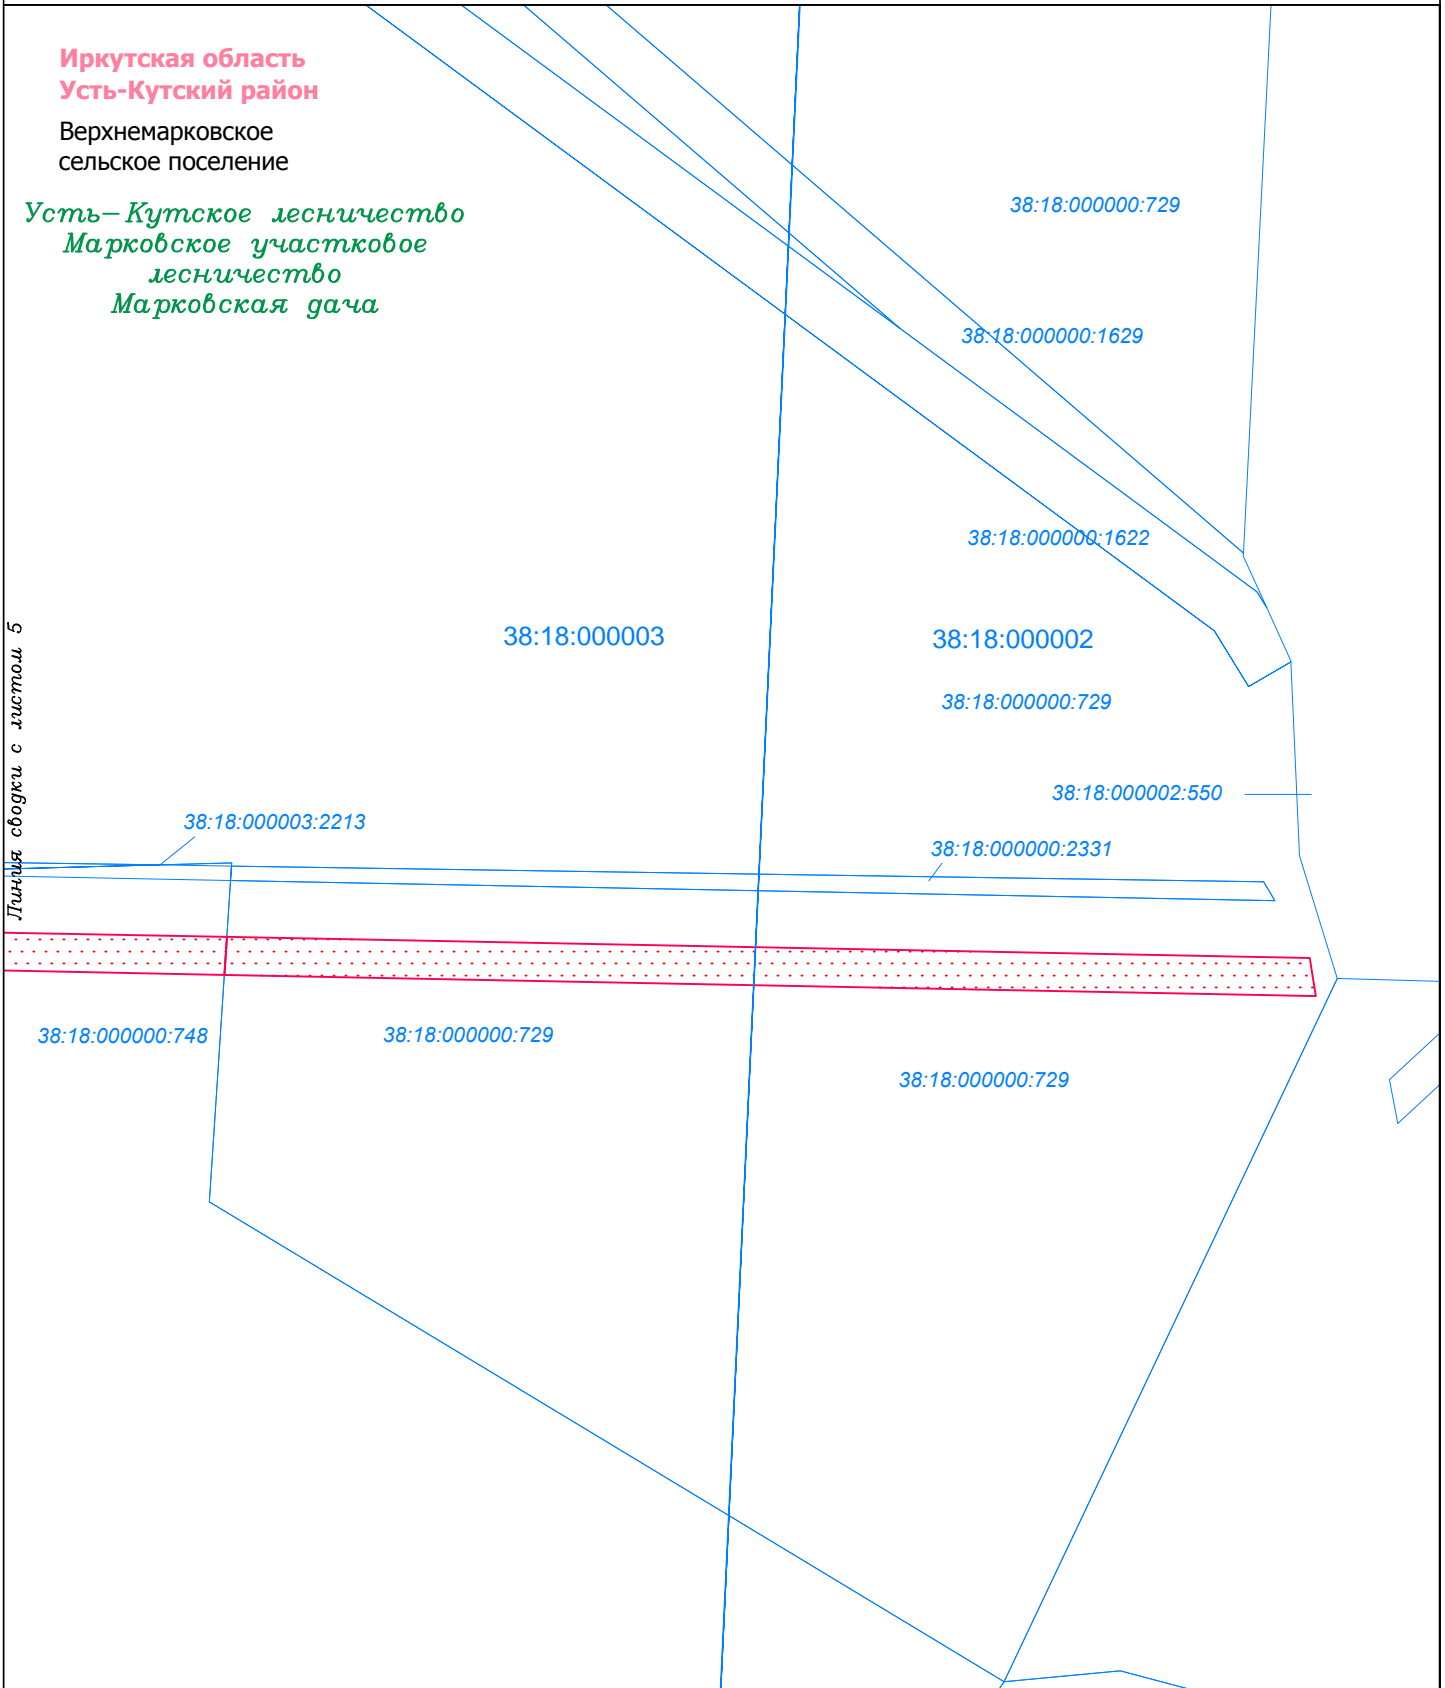 Иркутская область
Усть-Кутский район
Верхнемарковское
сельское поселение
Усть-Кутское лесничество
Марковское участковое
лесничество
Марковская дача
38:18:000000:729
38:18:000000:1629
38:18:000000:1622
38:18:000003
38:18:000002
38:18:000000:729
38:18:000002:550
38:18:000003:2213
38:18:000000:2331
Линия сводки с листом 5
38:18:000000:748
38:18:000000:729
38:18:000000:729